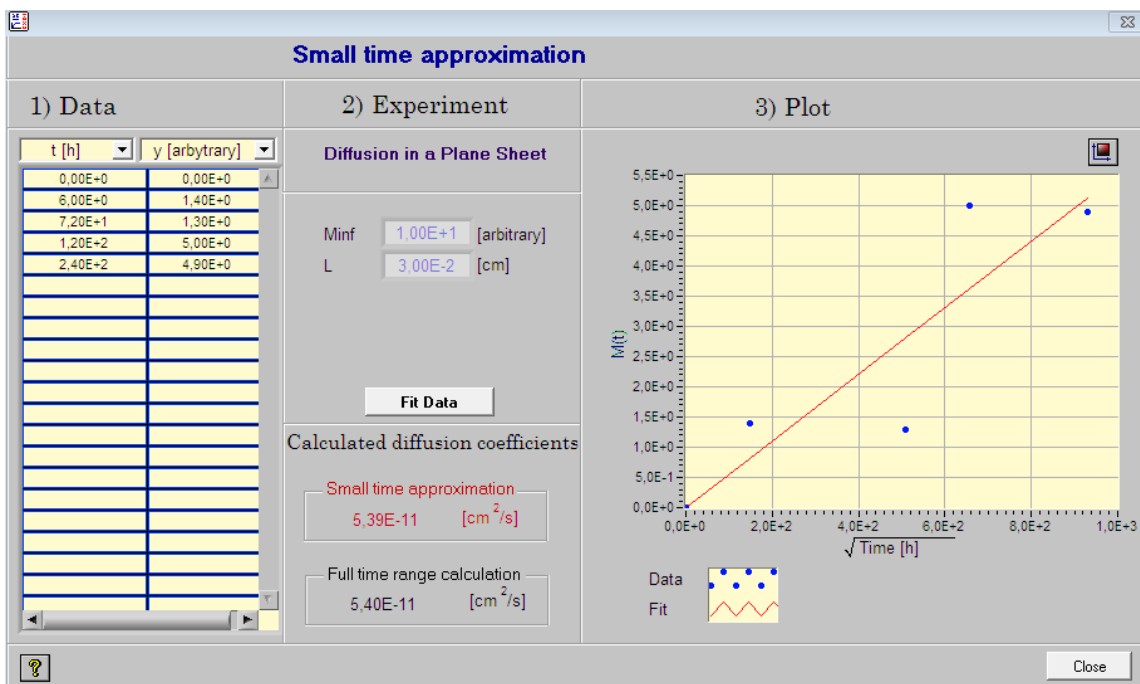 Small time approximation
1) Data
2) Experiment
3) Plot
t [h] y [arbytrary]
0,00E+0 0,00E+0
6,00E+0 1,40E+0
7,20E+1 1,30E+0
1,20E+2 5,00E+0
2,40E+2 4,90E+0
Diffusion in a Plane Sheet
Minf 1,00E+1 [arbitrary]
L 3,00E-2 [cm]
Fit Data
Calculated diffusion coefficients
Small time approximation
5,39E-11 [cm²/s]
Full time range calculation
5,40E-11 [cm²/s]
M(t)
5,5E+0
5,0E+0
4,5E+0
4,0E+0
3,5E+0
3,0E+0
2,5E+0
2,0E+0
1,5E+0
1,0E+0
5,0E-1
0,0E+0
0,0E+0 2,0E+2 4,0E+2 6,0E+2 8,0E+2 1,0E+3
√Time [h]
Data
Fit
?
Close